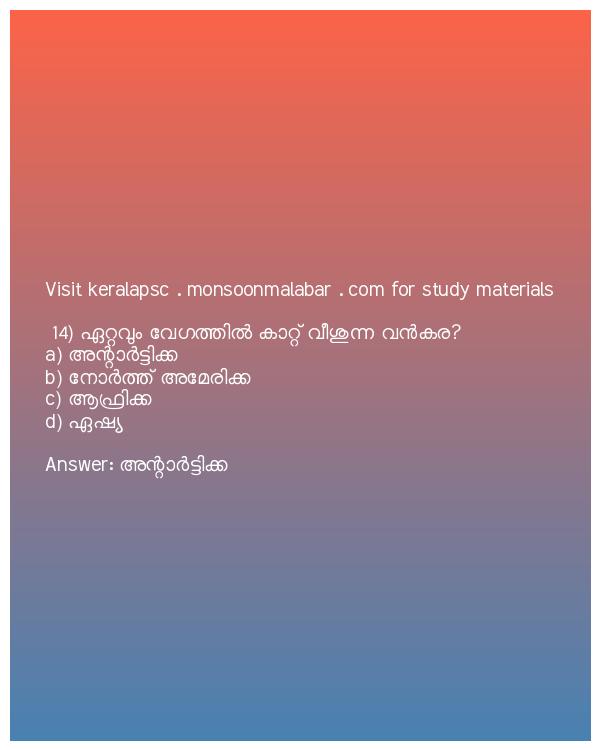 Visit keralapsc . monsoonmalabar . com for study materials
14) ഏറ്റവും വേഗത്തിൽ കാറ്റ് വീശുന്ന വൻകര?
a) അന്റാർട്ടിക്ക
b) നോർത്ത് അമേരിക്ക
c) ആഫ്രിക്ക
d) ഏഷ്യ
Answer: അന്റാർട്ടിക്ക